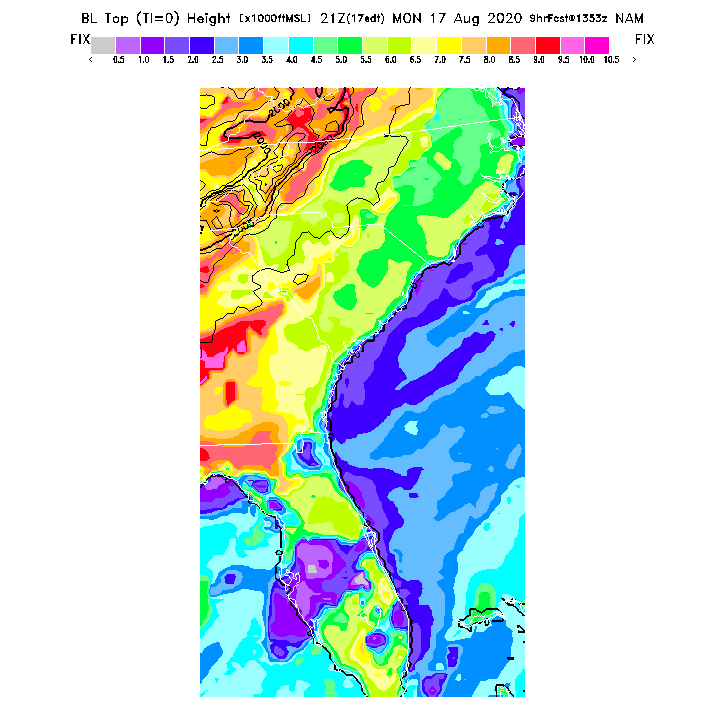 BL Top (TI=0) Height [x1000ftMSL] 21Z(17edt) MON 17 Aug 2020 9hrFcst@1353z NAM
FIX FIX
< 0.5 1.0 1.5 2.0 2.5 3.0 3.5 4.0 4.5 5.0 5.5 6.0 6.5 7.0 7.5 8.0 8.5 9.0 9.5 10.0 10.5 >
2000
2000